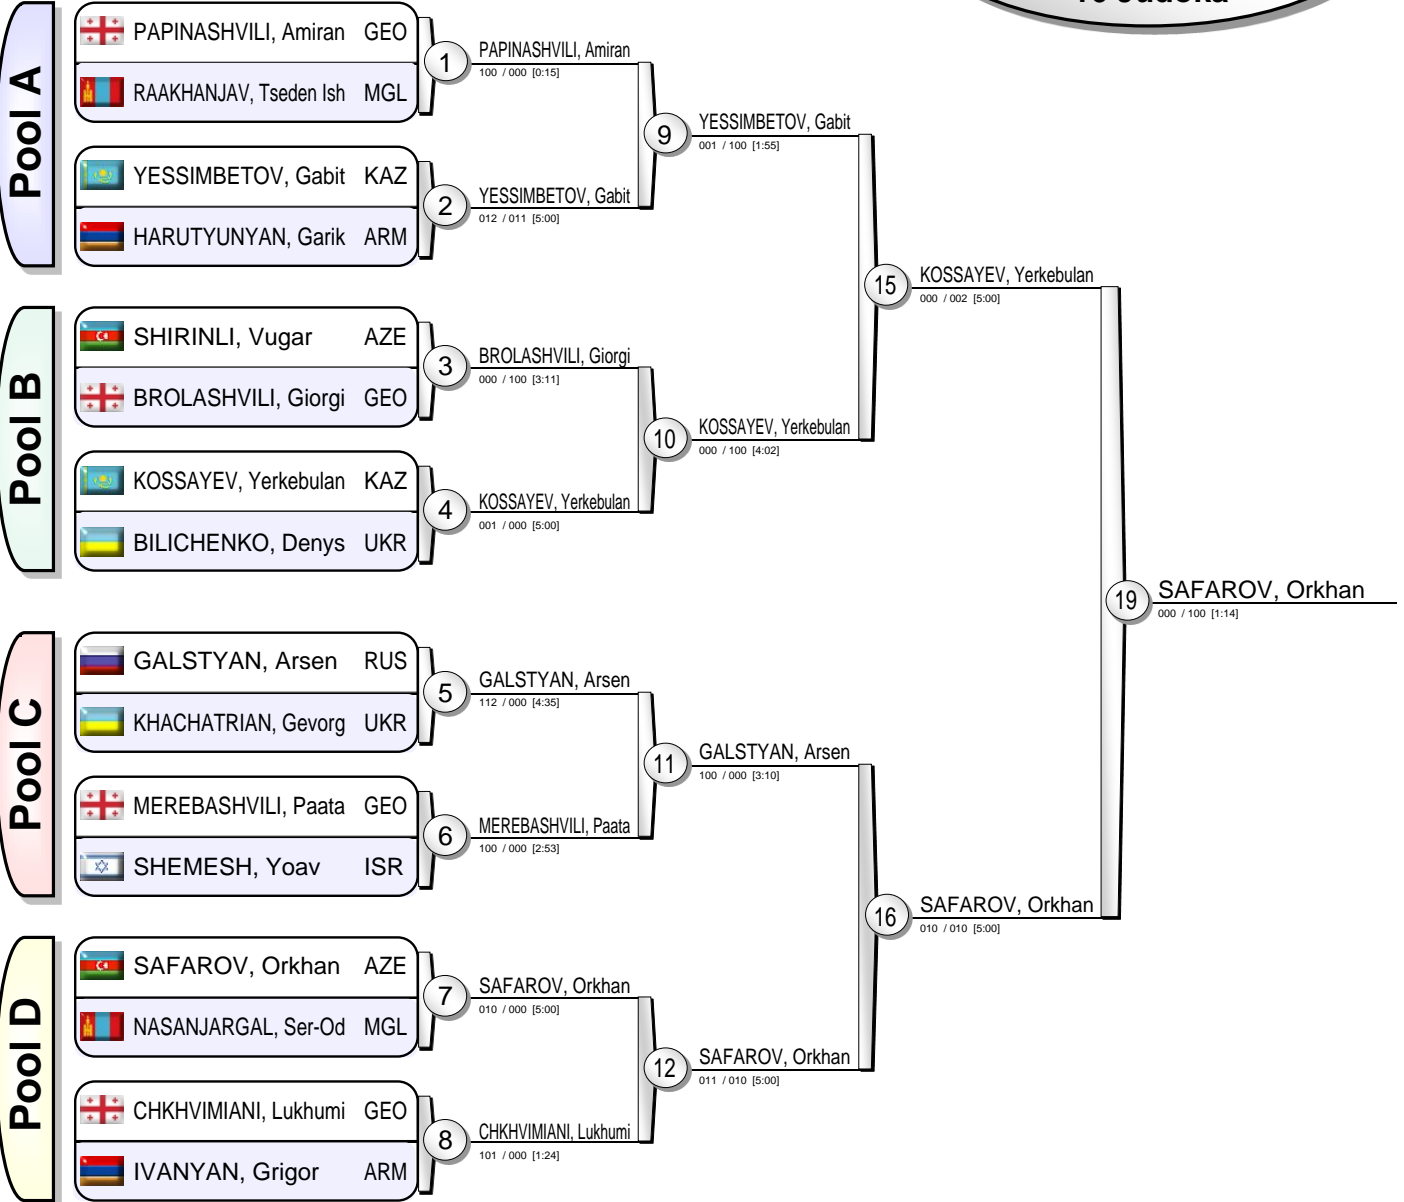 16 Judoka
Pool A
PAPINASHVILI, Amiran GEO
RAAKHANJAV, Tseden Ish MGL
YESSIMBETOV, Gabit KAZ
HARUTYUNYAN, Garik ARM
Pool B
SHIRINLI, Vugar AZE
BROLASHVILI, Giorgi GEO
KOSSAYEV, Yerkebulan KAZ
BILICHENKO, Denys UKR
Pool C
GALSTYAN, Arsen RUS
KHACHATRIAN, Gevorg UKR
MEREBASHVILI, Paata GEO
SHEMESH, Yoav ISR
Pool D
SAFAROV, Orkhan AZE
NASANJARGAL, Ser-Od MGL
CHKHVIMIANI, Lukhumi GEO
IVANYAN, Grigor ARM
1
PAPINASHVILI, Amiran
100 / 000 [0:15]
2
YESSIMBETOV, Gabit
012 / 011 [5:00]
3
BROLASHVILI, Giorgi
000 / 100 [3:11]
4
KOSSAYEV, Yerkebulan
001 / 000 [5:00]
5
GALSTYAN, Arsen
112 / 000 [4:35]
6
MEREBASHVILI, Paata
100 / 000 [2:53]
7
SAFAROV, Orkhan
010 / 000 [5:00]
8
CHKHVIMIANI, Lukhumi
101 / 000 [1:24]
9
YESSIMBETOV, Gabit
001 / 100 [1:55]
10
KOSSAYEV, Yerkebulan
000 / 100 [4:02]
11
GALSTYAN, Arsen
100 / 000 [3:10]
12
SAFAROV, Orkhan
011 / 010 [5:00]
15
KOSSAYEV, Yerkebulan
000 / 002 [5:00]
16
SAFAROV, Orkhan
010 / 010 [5:00]
19
SAFAROV, Orkhan
000 / 100 [1:14]